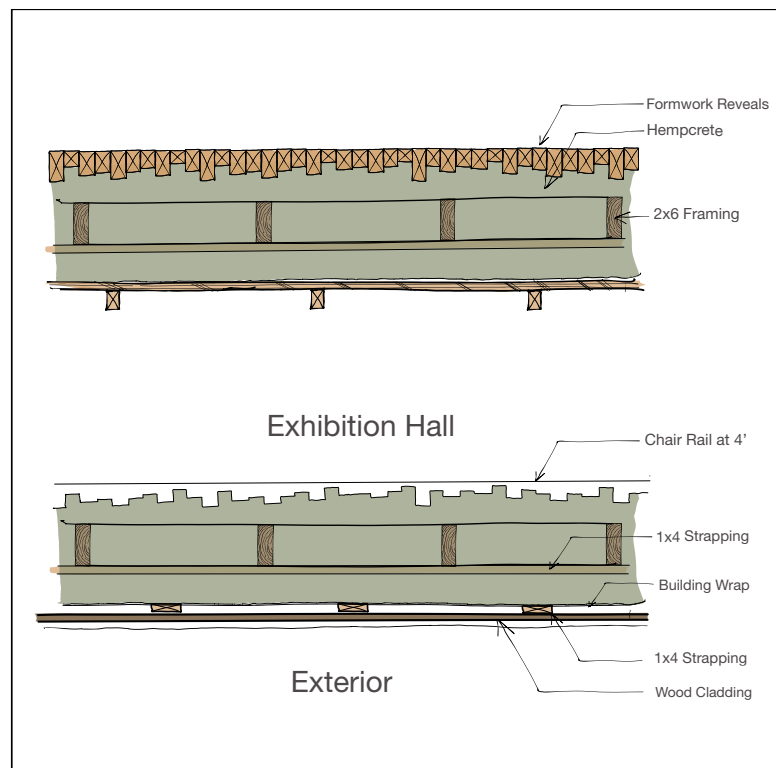 Formwork Reveals
Hempcrete
2x6 Framing
Exhibition Hall
Chair Rail at 4’
1x4 Strapping
Building Wrap
1x4 Strapping
Exterior
Wood Cladding